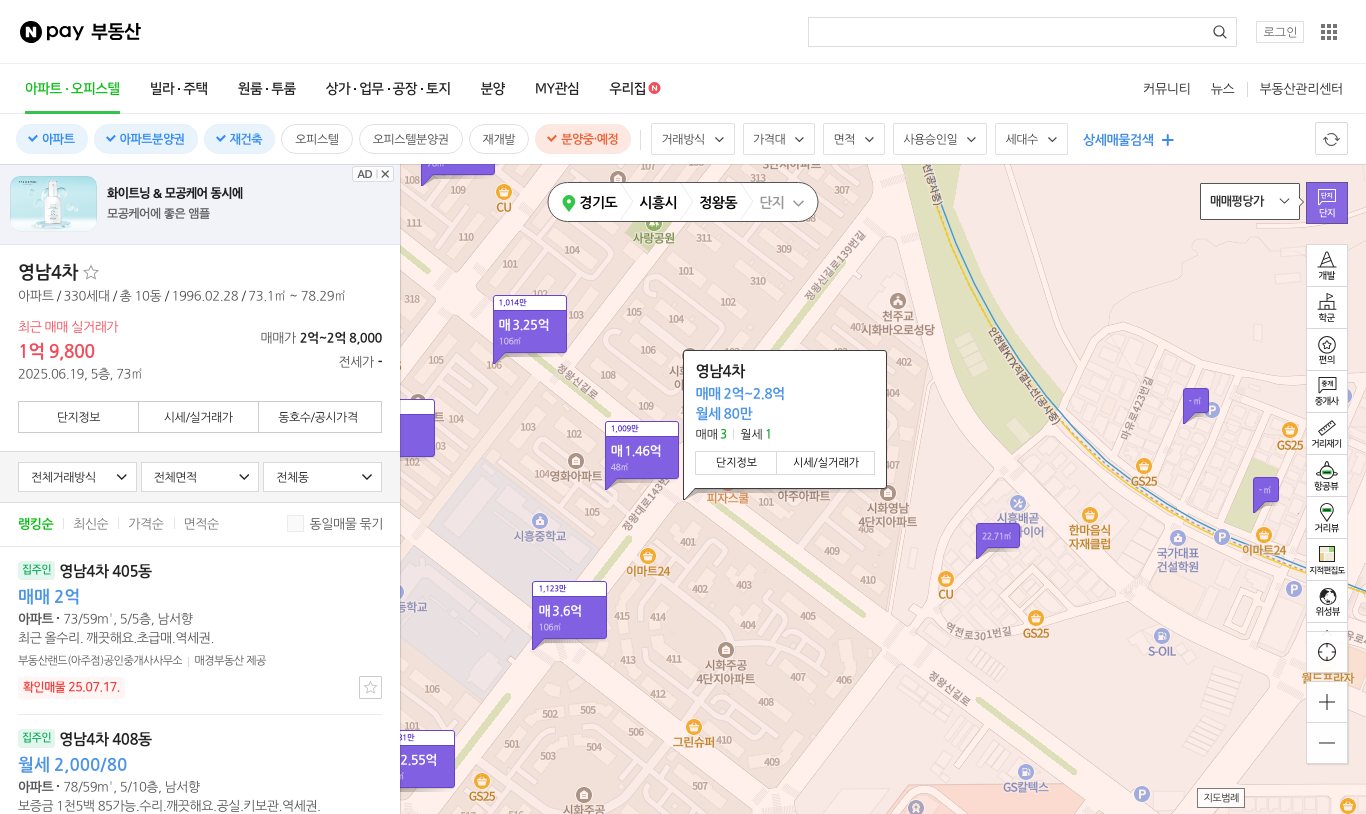 N pay 부동산
로그인
아파트·오피스텔
빌라·주택
원룸·투룸
상가·업무·공장·토지
분양
MY관심
우리집 N
커뮤니티
뉴스
부동산관리센터
아파트
아파트분양권
재건축
오피스텔
오피스텔분양권
재개발
분양중·예정
거래방식
가격대
면적
사용승인일
세대수
상세매물검색
AD
화이트닝 & 모공케어 동시에
모공케어에 좋은 앰플
영남4차
아파트 / 330세대 / 총 10동 / 1996.02.28 / 73.1㎡ ~ 78.29㎡
최근 매매 실거래가
1억 9,800
2025.06.19, 5층, 73㎡
매매가 2억~2억 8,000
전세가 -
단지정보
시세/실거래가
동호수/공시가격
전체거래방식
전체면적
전체동
랭킹순
최신순
가격순
면적순
동일매물 묶기
집주인 영남4차 405동
매매 2억
아파트 · 73/59㎡, 5/5층, 남서향
최근 올수리. 깨끗해요.초급매.역세권.
부동산랜드(아주점)공인중개사사무소 | 매경부동산 제공
확인매물 25.07.17.
집주인 영남4차 408동
월세 2,000/80
아파트 · 78/59㎡, 5/10층, 남서향
보증금 1천5백 85가능.수리.깨끗해요.공실.키보관.역세권.
경기도
시흥시
정왕동
단지
매매평당가
단지
단지
개발
학군
편의
중개
중개사
거리재기
항공뷰
거리뷰
지적편집도
위성뷰
지도범례
108
109
107
CU
111
110
101
사랑공원
311
310
309
104
101
102
103
318
1,014만
매 3.25억
106㎡
105
104
106
정왕신길로
정왕신길로139번길
천주교
시화바오로성당
402
404
인천발KTX직결노선(공사중)
마유로423번길
영남4차
매매 2억~2.8억
월세 80만
매매 3 | 월세 1
단지정보
시세/실거래가
1,009만
매 1.46억
48㎡
영화아파트
정왕대로143번길
피자스쿨
아주아파트
시화영남
4단지아파트
시흥중학교
이마트24
1,123만
매 3.6억
106㎡
등학교
시화주공
4단지아파트
그린슈퍼
정왕신길로
역전로301번길
22.71㎡
한마음식
자재클럽
국가대표
건설학원
이마트24
GS25
GS25
CU
GS25
S-OIL
월드프라자
GS칼텍스
2.55억
GS25
시화주공
401
402
403
404
405
407
408
409
410
411
412
413
501
502
503
504
505
506